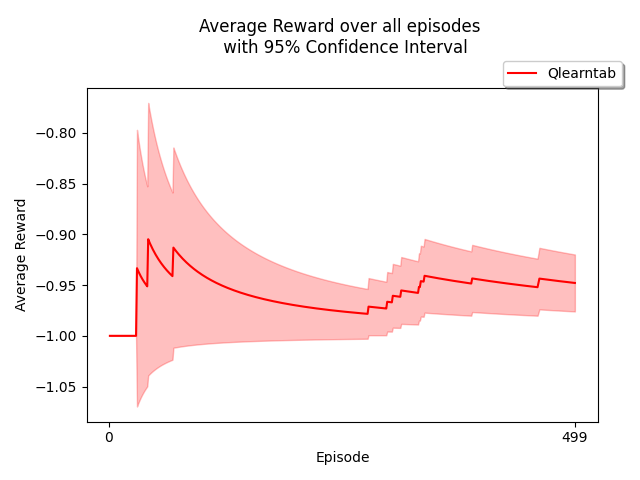 Average Reward over all episodes
with 95% Confidence Interval
Qlearntab
−0.80
−0.85
−0.90
−0.95
−1.00
−1.05
Average Reward
0
499
Episode